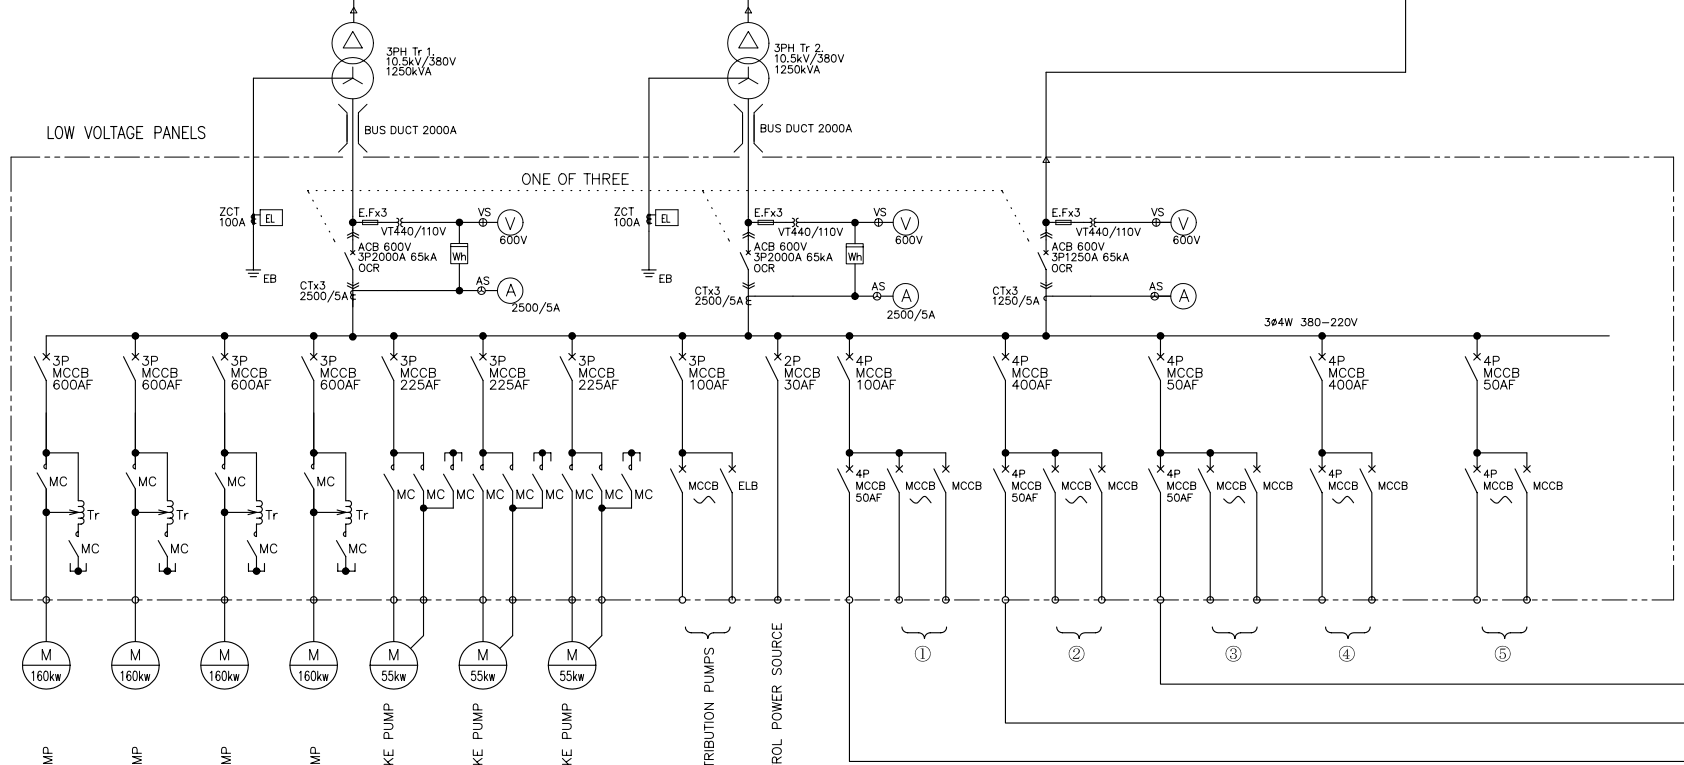 3PH Tr 1.
10.5kV/380V
1250kVA
3PH Tr 2.
10.5kV/380V
1250kVA
LOW VOLTAGE PANELS
BUS DUCT 2000A
BUS DUCT 2000A
ONE OF THREE
ZCT
100A
EL
EB
E.Fx3
VT440/110V
VS
V
600V
ACB 600V
3P2000A 65kA
OCR
Wh
CTx3
2500/5A
AS
A
2500/5A
ZCT
100A
EL
EB
E.Fx3
VT440/110V
VS
V
600V
ACB 600V
3P2000A 65kA
OCR
Wh
CTx3
2500/5A
AS
A
2500/5A
E.Fx3
VT440/110V
VS
V
600V
ACB 600V
3P1250A 65kA
OCR
CTx3
1250/5A
AS
A
3ø4W 380-220V
3P
MCCB
600AF
3P
MCCB
600AF
3P
MCCB
600AF
3P
MCCB
600AF
3P
MCCB
225AF
3P
MCCB
225AF
3P
MCCB
225AF
3P
MCCB
100AF
2P
MCCB
30AF
4P
MCCB
100AF
4P
MCCB
400AF
4P
MCCB
50AF
4P
MCCB
400AF
4P
MCCB
50AF
MC
Tr
MC
MC
Tr
MC
MC
Tr
MC
MC
Tr
MC
MC
MC
MC
MC
MC
MC
MC
MC
MC
MCCB
ELB
4P
MCCB
50AF
MCCB
MCCB
4P
MCCB
50AF
MCCB
MCCB
4P
MCCB
50AF
MCCB
MCCB
4P
MCCB
MCCB
4P
MCCB
MCCB
M
160kw
M
160kw
M
160kw
M
160kw
M
55kw
M
55kw
M
55kw
①
②
③
④
⑤
MP
MP
MP
MP
KE PUMP
KE PUMP
KE PUMP
TRIBUTION PUMPS
ROL POWER SOURCE